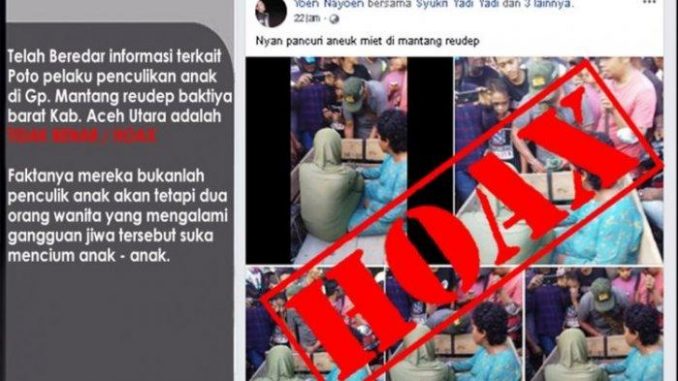 Telah Beredar informasi terkait
Poto pelaku penculikan anak
di Gp. Mantang reudep baktiya
barat Kab. Aceh Utara adalah
TIDAK BENAR / HOAX
Faktanya mereka bukanlah
penculik anak akan tetapi dua
orang wanita yang mengalami
gangguan jiwa tersebut suka
mencium anak - anak.
Yoen Nayoen bersama Syukri Yadi Yadi dan 3 lainnya.
22 jam
Nyan pancuri aneuk miet di mantang reudep
HOAX